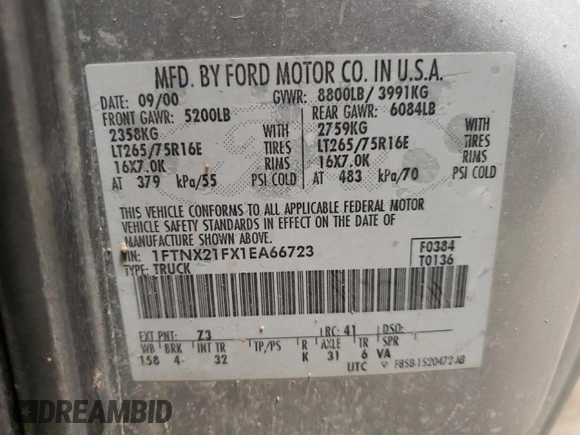 MFD. BY FORD MOTOR CO. IN U.S.A.
DATE: 09/00 GVWR: 8800LB/ 3991KG
FRONT GAWR: 5200LB REAR GAWR: 6084LB
2358KG WITH 2759KG WITH
LT265/75R16E TIRES LT265/75R16E TIRES
16X7.0K RIMS 16X7.0K RIMS
AT 379 kPa/55 PSI COLD AT 483 kPa/70 PSI COLD
THIS VEHICLE CONFORMS TO ALL APPLICABLE FEDERAL MOTOR
VEHICLE SAFETY STANDARDS IN EFFECT ON THE DATE OF
MANUFACTURE SHOWN ABOVE.
VIN: 1FTNX21FX1EA66723 F0384
TYPE: TRUCK T0136
EXT PNT: Z3 RC: 41 DSO:
WB BRK INT TR TP/PS R AXLE TR SPR
158 4 32 K 31 6 VA
UTC F85B-1520472-AB
DREAMBID